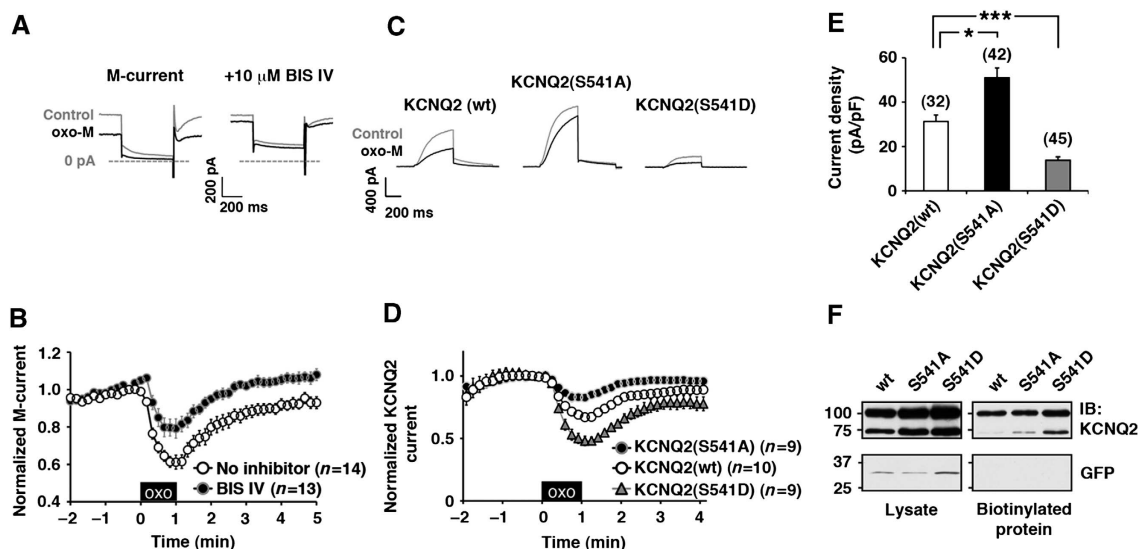 A
M-current
+10 μM BIS IV
Control
oxo-M
0 pA
200 pA
200 ms
200 ms
C
KCNQ2 (wt)
KCNQ2(S541A)
KCNQ2(S541D)
Control
oxo-M
400 pA
200 ms
E
***
*
(32)
(42)
(45)
Current density
(pA/pF)
60
40
20
0
KCNQ2(wt)
KCNQ2(S541A)
KCNQ2(S541D)
B
Normalized M-current
1.2
1.0
0.8
0.6
0.4
No inhibitor (n=14)
BIS IV (n=13)
oxo
−2 −1 0 1 2 3 4 5
Time (min)
D
Normalized KCNQ2
current
1.0
0.5
0
KCNQ2(S541A) (n=9)
KCNQ2(wt) (n=10)
KCNQ2(S541D) (n=9)
oxo
−2 −1 0 1 2 3 4
Time (min)
F
wt S541A S541D wt S541A S541D
100
75
IB:
KCNQ2
37
25
GFP
Lysate
Biotinylated
protein